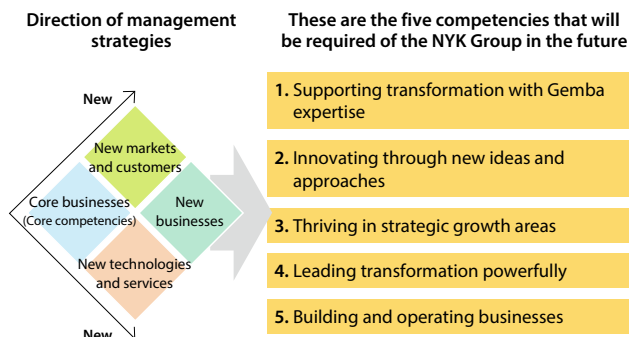 Direction of management
strategies
New
New markets
and customers
Core businesses
(Core competencies)
New
businesses
New technologies
and services
New
These are the five competencies that will
be required of the NYK Group in the future
1. Supporting transformation with Gemba
expertise
2. Innovating through new ideas and
approaches
3. Thriving in strategic growth areas
4. Leading transformation powerfully
5. Building and operating businesses